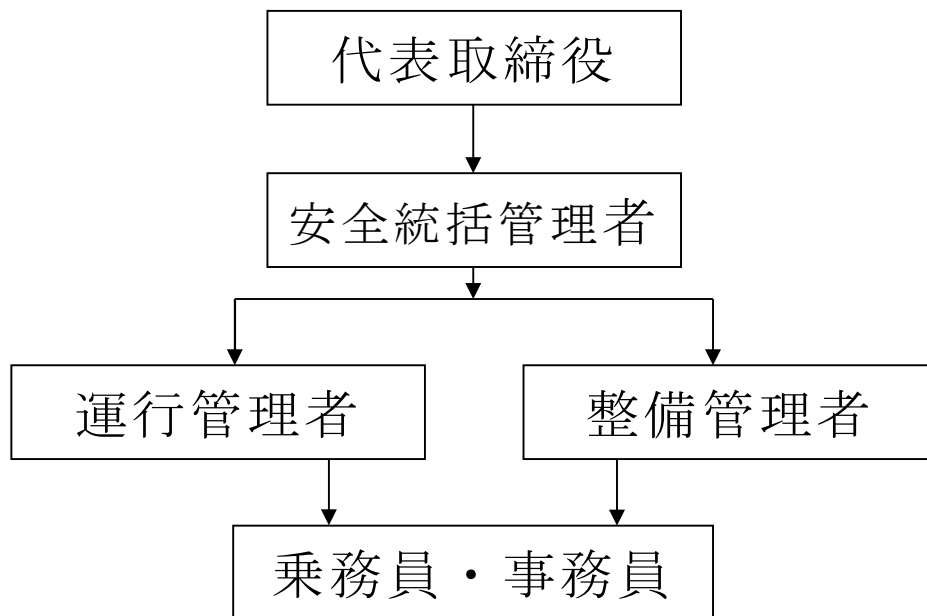 代表取締役
安全統括管理者
運行管理者
整備管理者
乗務員・事務員